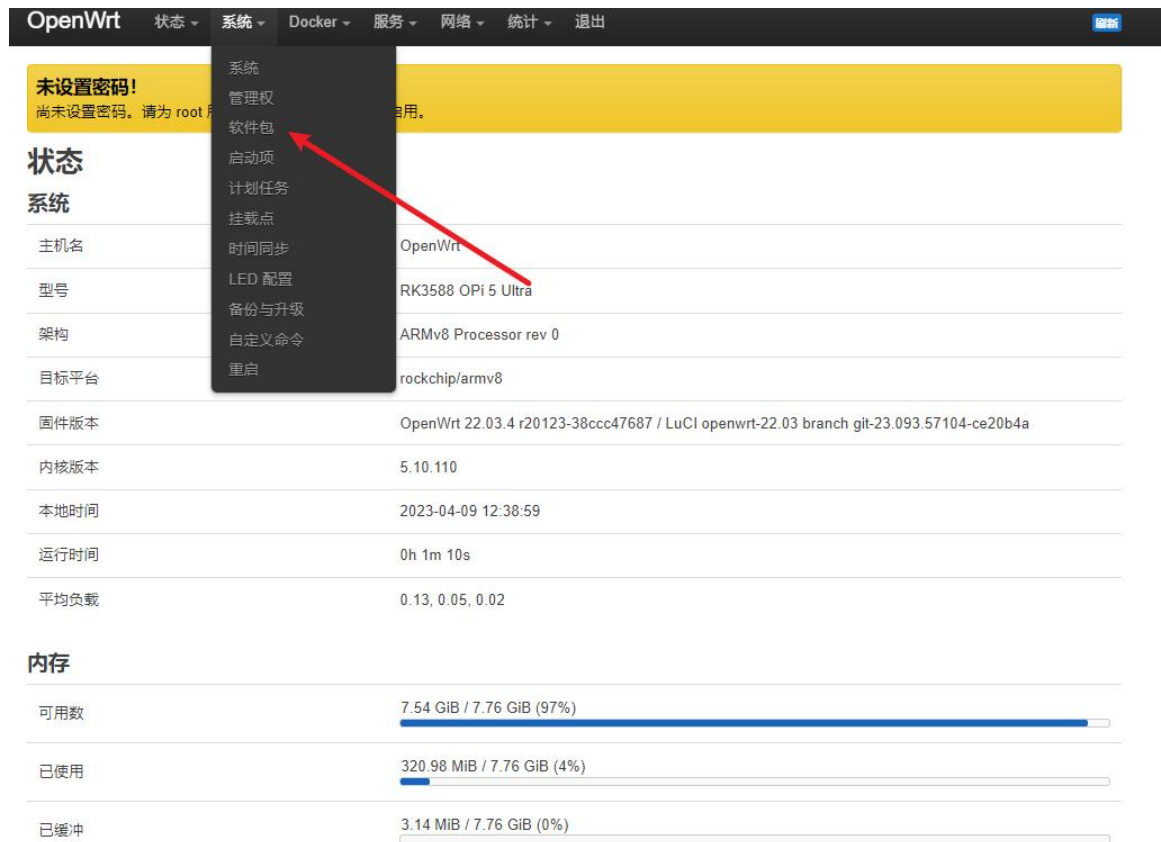 OpenWrt 状态 系统 Docker 服务 网络 统计 退出 刷新
系统
管理权
软件包
启动项
计划任务
挂载点
时间同步
LED 配置
备份与升级
自定义命令
重启
未设置密码!
尚未设置密码。请为 root 用。
状态
系统
主机名 OpenWrt
型号 RK3588 OPi 5 Ultra
架构 ARMv8 Processor rev 0
目标平台 rockchip/armv8
固件版本 OpenWrt 22.03.4 r20123-38ccc47687 / LuCI openwrt-22.03 branch git-23.093.57104-ce20b4a
内核版本 5.10.110
本地时间 2023-04-09 12:38:59
运行时间 0h 1m 10s
平均负载 0.13, 0.05, 0.02
内存
可用数 7.54 GiB / 7.76 GiB (97%)
已使用 320.98 MiB / 7.76 GiB (4%)
已缓冲 3.14 MiB / 7.76 GiB (0%)